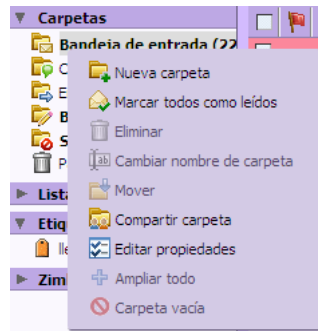 Carpetas
Bandeja de entrada (22
Nueva carpeta
Marcar todos como leídos
Eliminar
Cambiar nombre de carpeta
Mover
Compartir carpeta
Editar propiedades
Ampliar todo
Carpeta vacía
C
E
B
S
P
Lista
Etiq
lle
Zim